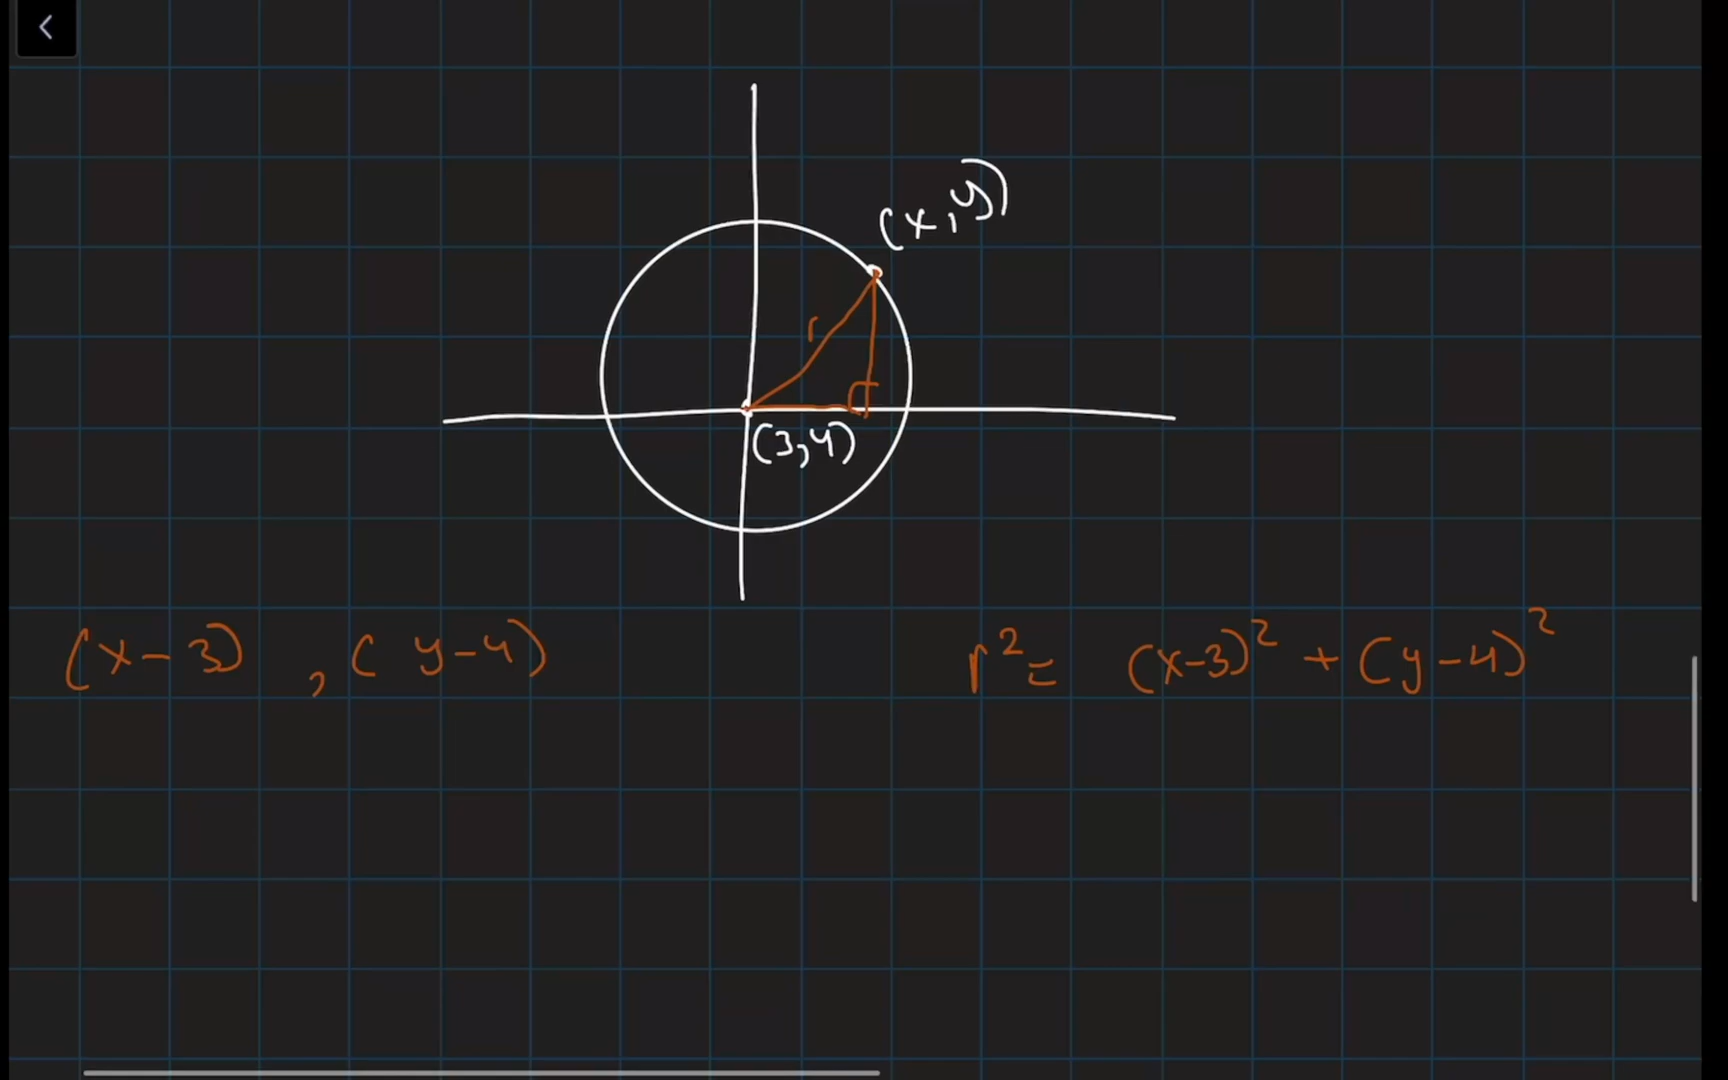 (x,y)
r
(3,4)
(x-3) , (y-4)
r²= (x-3)² + (y-4)²